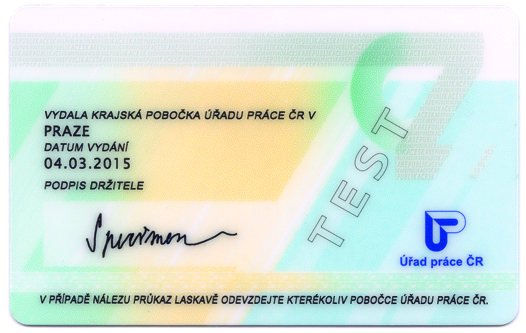 VYDALA KRAJSKÁ POBOČKA ÚŘADU PRÁCE ČR V
PRAZE
DATUM VYDÁNÍ
04.03.2015
PODPIS DRŽITELE
Specimen
TEST
Úřad práce ČR
V PŘÍPADĚ NÁLEZU PRŮKAZ LASKAVĚ ODEVZDEJTE KTERÉKOLIV POBOČCE ÚŘADU PRÁCE ČR.